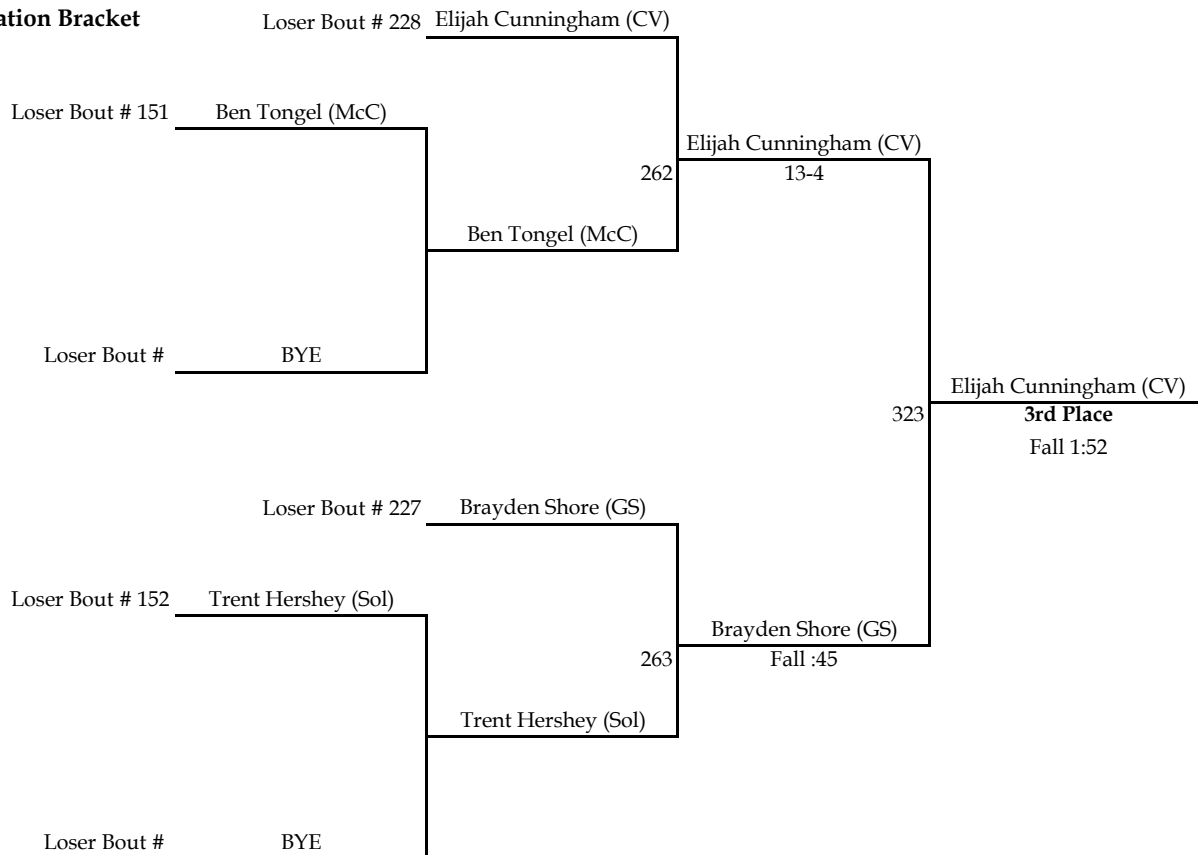 ation Bracket
Loser Bout # 228 Elijah Cunningham (CV)
Loser Bout # 151 Ben Tongel (McC)
Elijah Cunningham (CV)
262 13-4
Ben Tongel (McC)
Loser Bout # BYE
Elijah Cunningham (CV)
323 3rd Place
Fall 1:52
Loser Bout # 227 Brayden Shore (GS)
Loser Bout # 152 Trent Hershey (Sol)
Brayden Shore (GS)
263 Fall :45
Trent Hershey (Sol)
Loser Bout # BYE